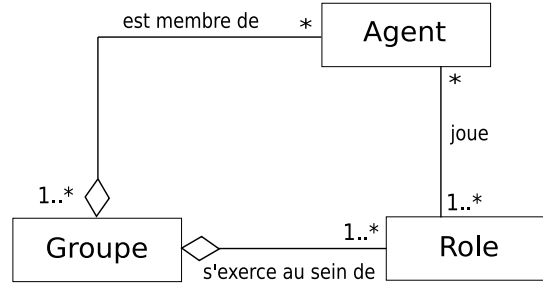 est membre de
*
Agent
*
joue
1..*
1..*
Groupe
1..*
Role
s'exerce au sein de